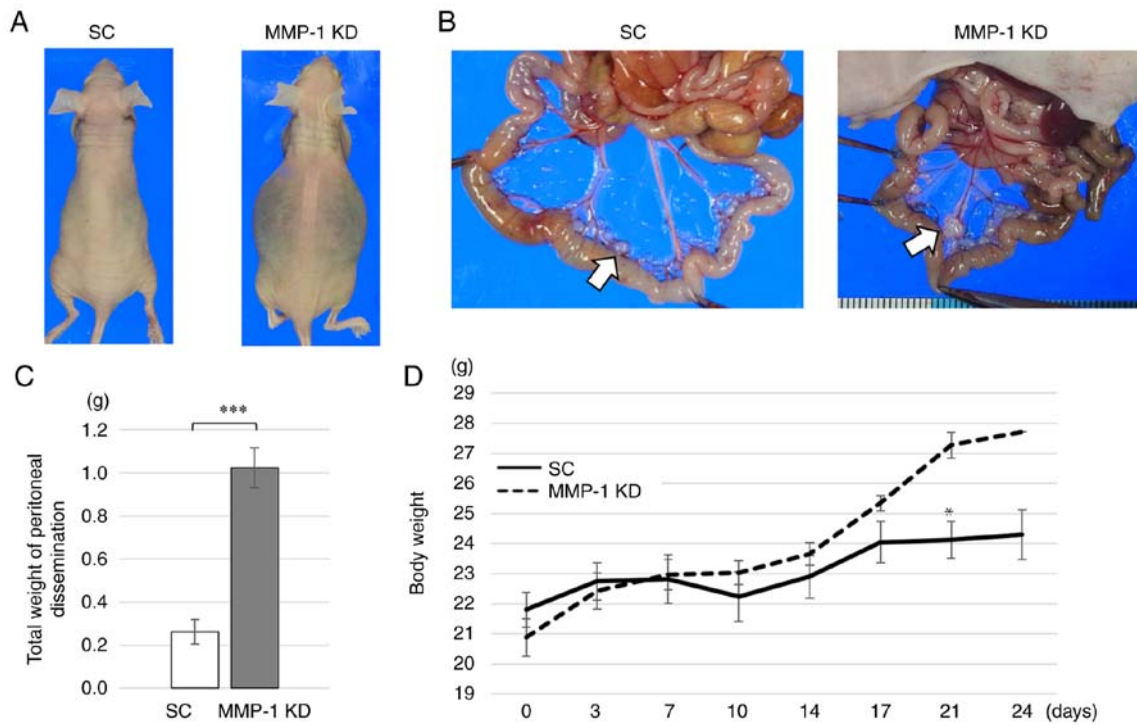 A
SC
MMP-1 KD
B
SC
MMP-1 KD
C
(g)
***
1.2
1.0
0.8
0.6
0.4
0.2
0.0
Total weight of peritoneal
dissemination
SC
MMP-1 KD
D
(g)
29
28
27
26
25
24
23
22
21
20
19
Body weight
SC
MMP-1 KD
*
0 3 7 10 14 17 21 24 (days)